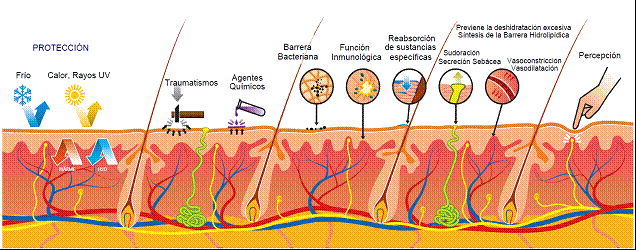 PROTECCIÓN
Frío
Calor, Rayos UV
Traumatismos
Agentes
Químicos
Barrera
Bacteriana
Función
Inmunológica
Reabsorción
de sustancias
específicas
Previene la deshidratación excesiva
Síntesis de la Barrera Hidrolipídica
Sudoración
Secreción Sebácea
Vasoconstricción
Vasodilatación
Percepción